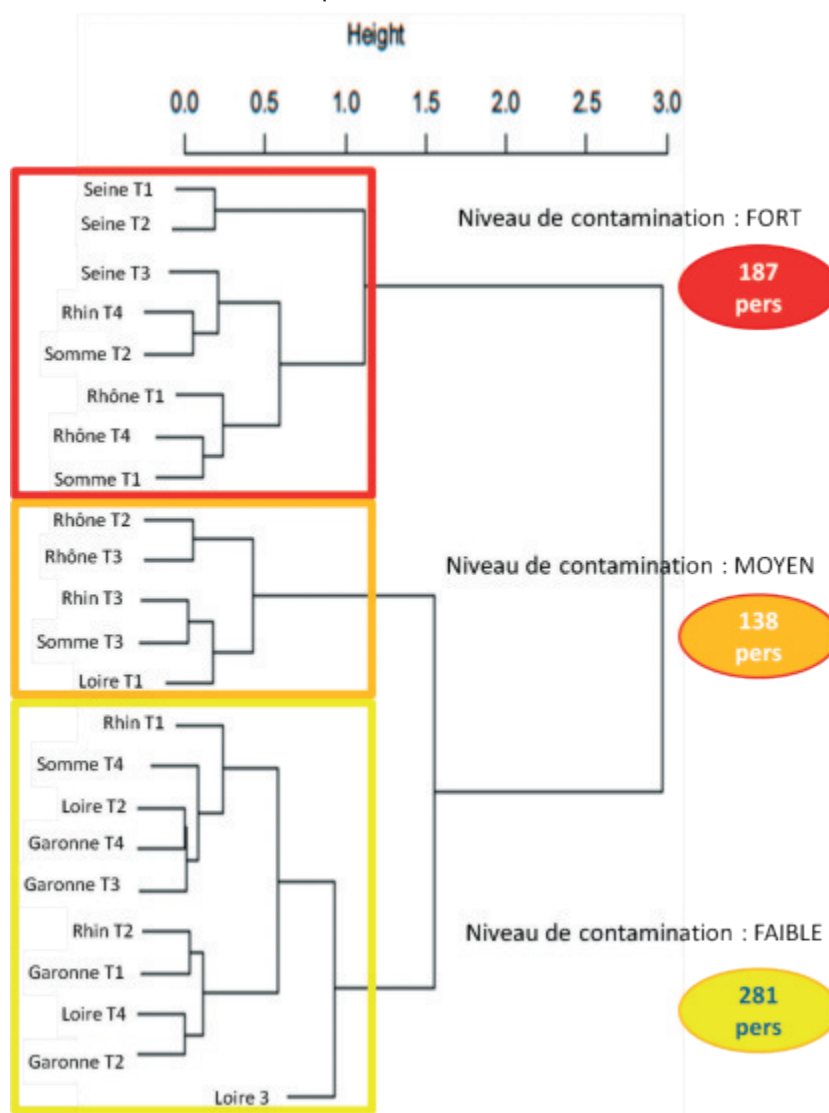 Height
0.0 0.5 1.0 1.5 2.0 2.5 3.0
Seine T1
Seine T2
Seine T3
Rhin T4
Somme T2
Rhône T1
Rhône T4
Somme T1
Niveau de contamination : FORT
187
pers
Rhône T2
Rhône T3
Rhin T3
Somme T3
Loire T1
Niveau de contamination : MOYEN
138
pers
Rhin T1
Somme T4
Loire T2
Garonne T4
Garonne T3
Rhin T2
Garonne T1
Loire T4
Garonne T2
Loire 3
Niveau de contamination : FAIBLE
281
pers